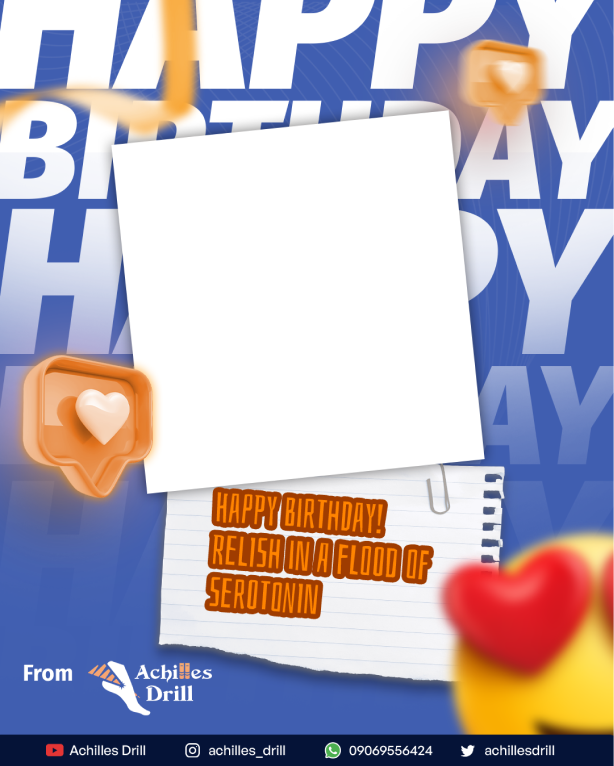 HAPPY
BIRTHDAY
HAPPY
DAY
HAPPY BIRTHDAY!
RELISH IN A FLOOD OF
SEROTONIN
From
Achilles
Drill
Achilles Drill
achilles_drill
09069556424
achillesdrill